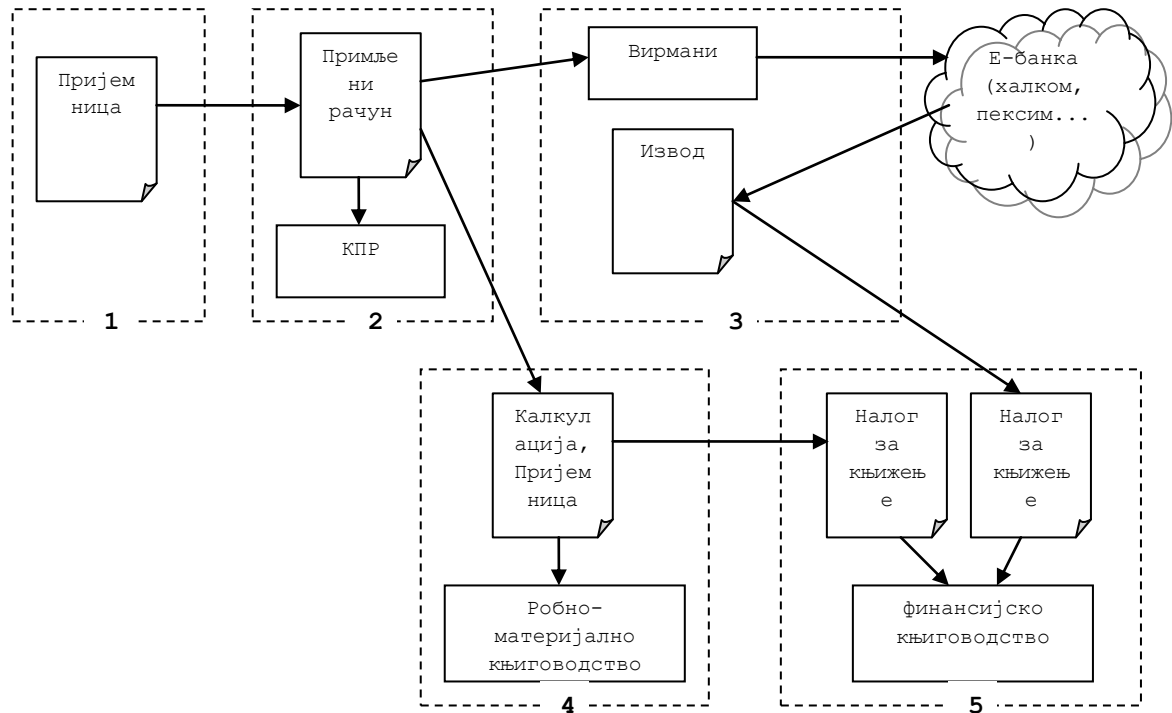 Пријем
ница
1
Примље
ни
рачун
КПР
2
Вирмани
Извод
3
Е-банка
(халком,
пексим...
)
Калкул
ација,
Пријем
ница
Робно-
материјално
књиговодство
4
Налог
за
књижењ
е
Налог
за
књижењ
е
финансијско
књиговодство
5